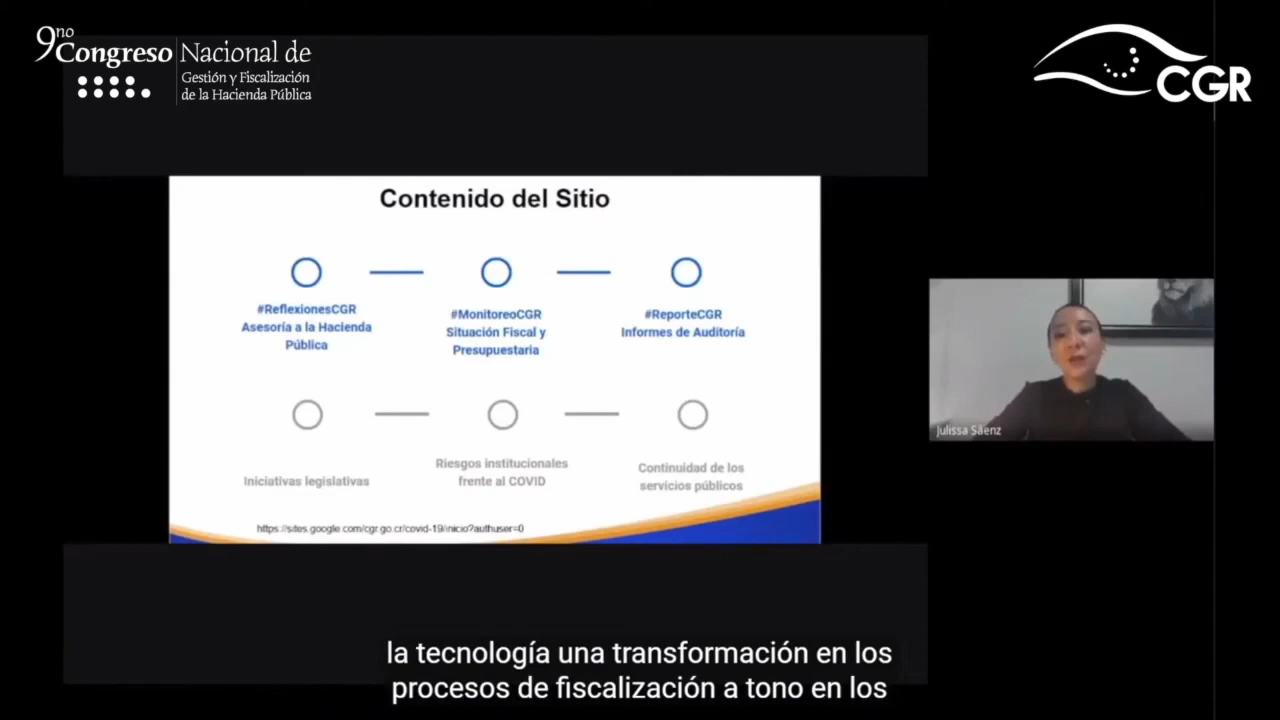 9no
Congreso Nacional de
Gestión y Fiscalización
de la Hacienda Pública
CGR
Contenido del Sitio
#ReflexionesCGR
Asesoría a la Hacienda
Pública
#MonitoreoCGR
Situación Fiscal y
Presupuestaria
#ReporteCGR
Informes de Auditoría
Iniciativas legislativas
Riesgos institucionales
frente al COVID
Continuidad de los
servicios públicos
https://sites.google.com/cgr.go.cr/covid-19/inicio?authuser=0
Julissa Sáenz
la tecnología una transformación en los
procesos de fiscalización a tono en los